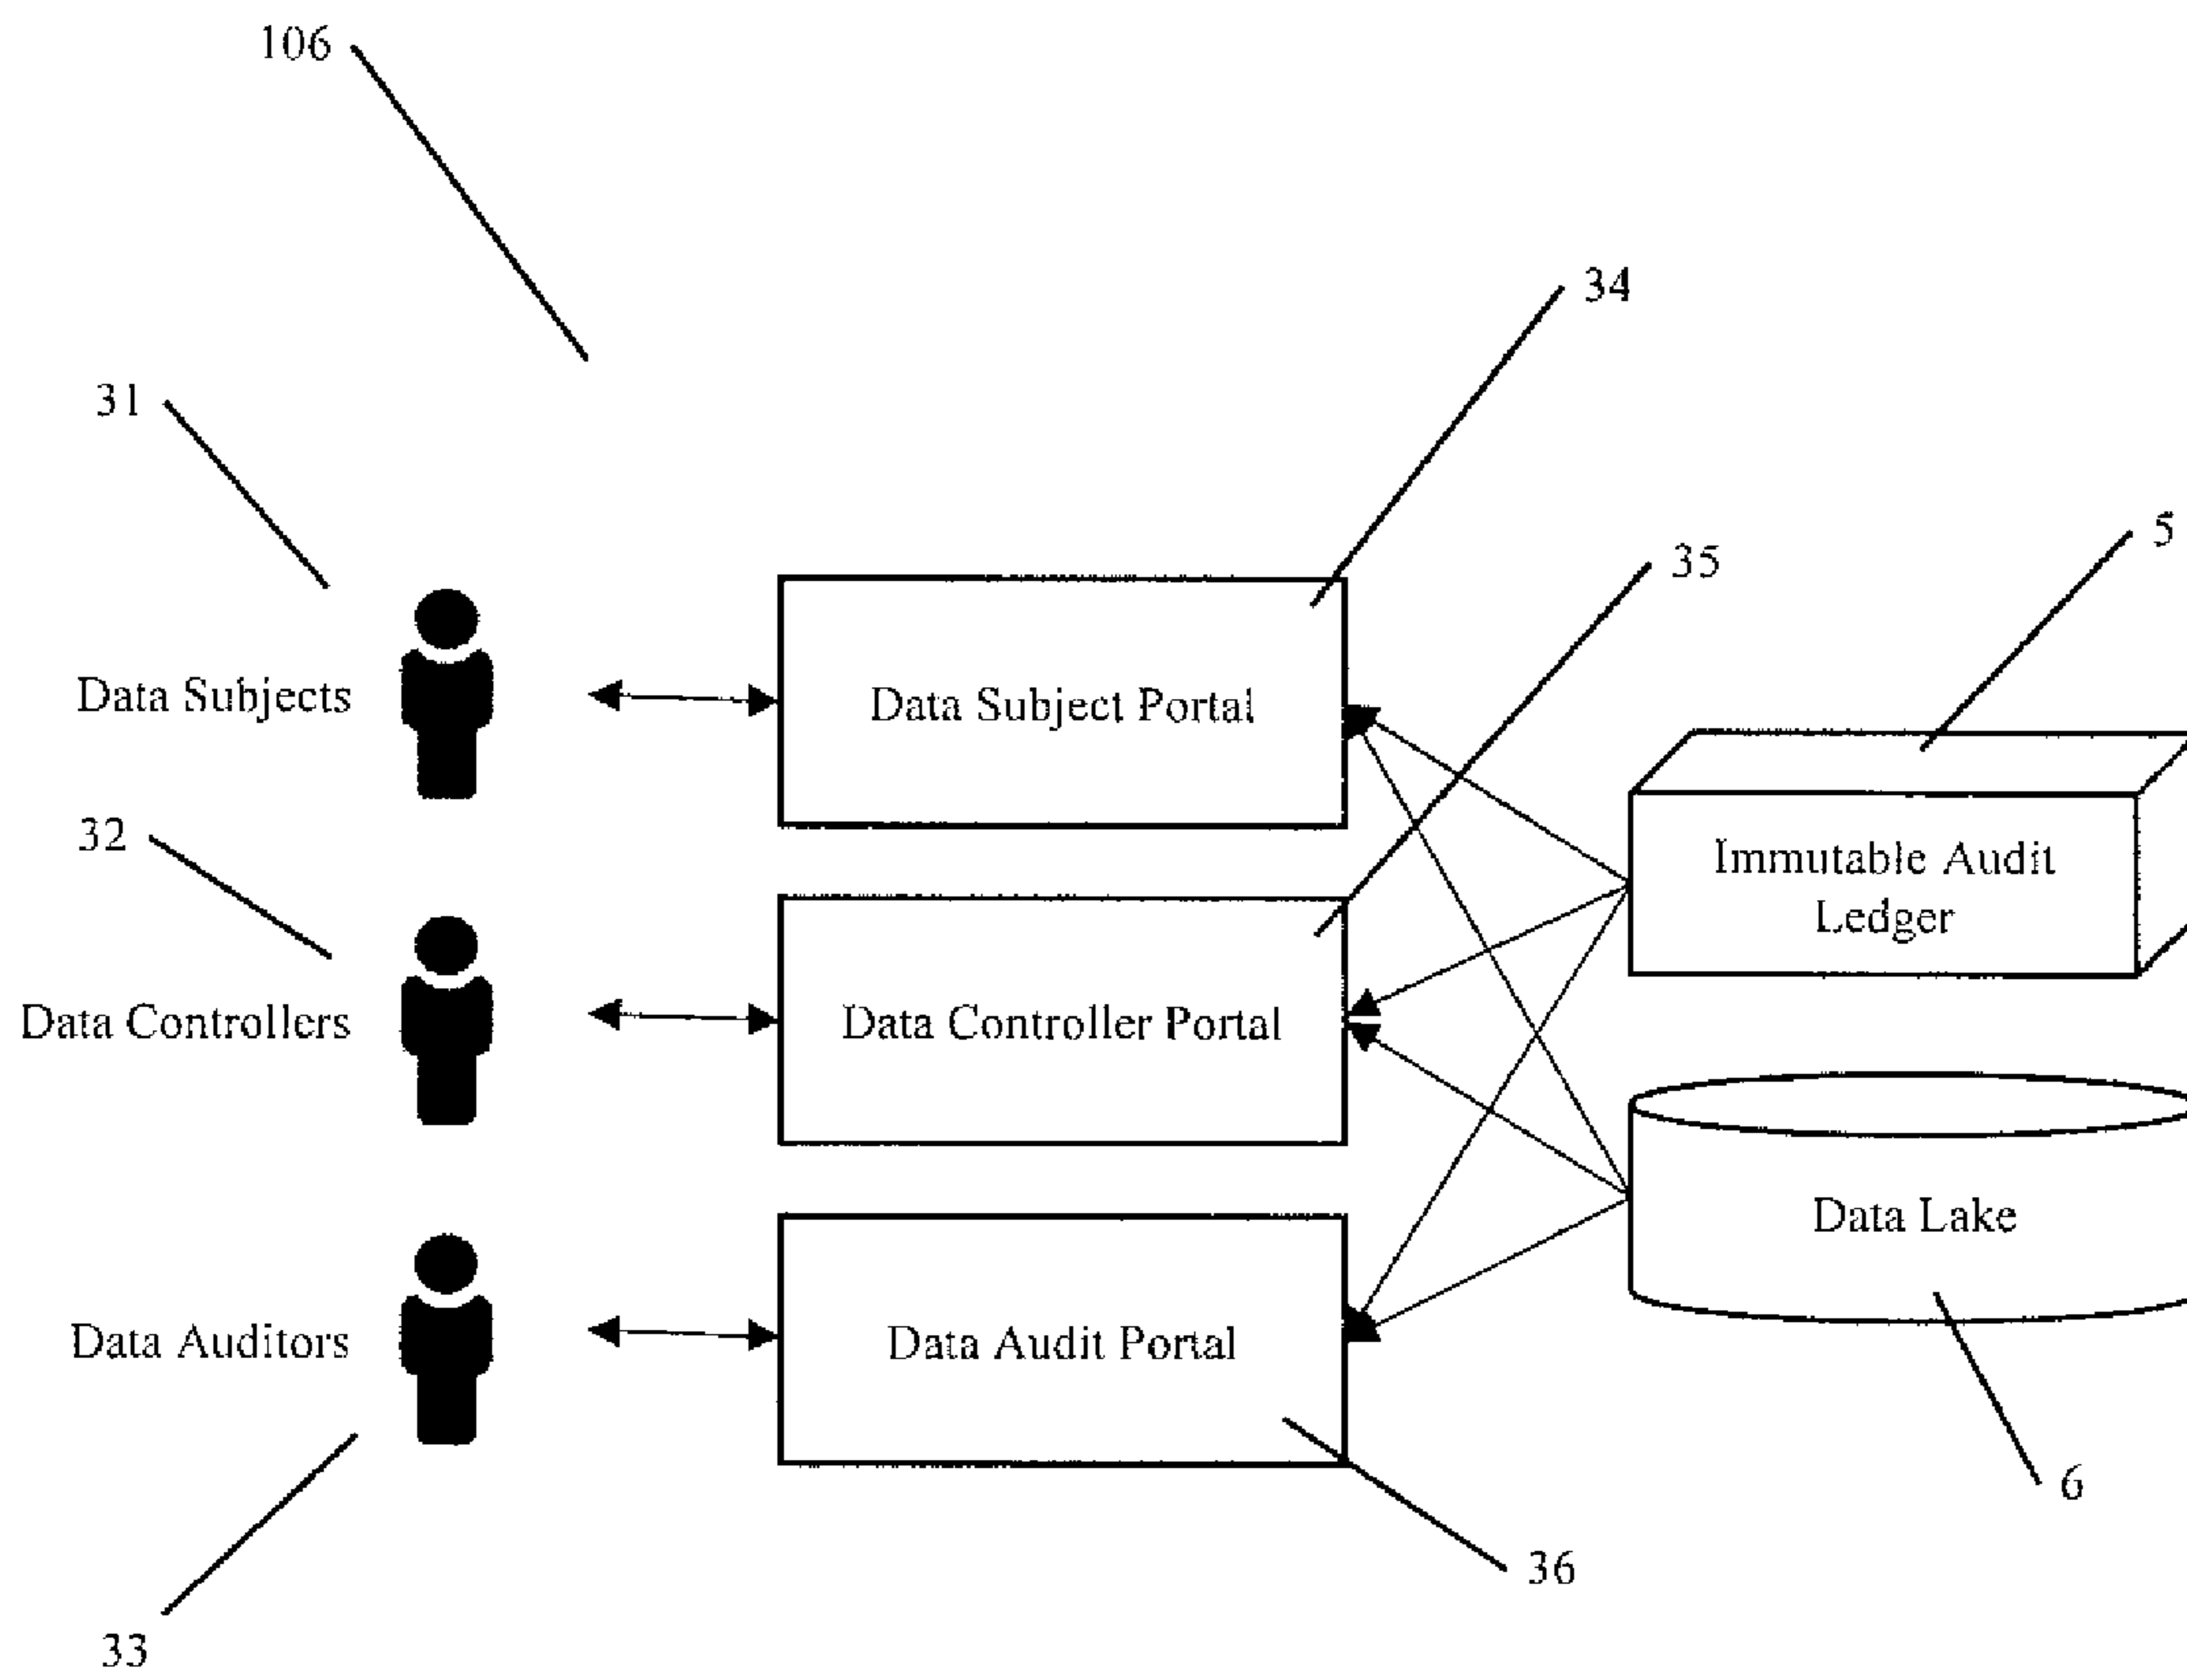 106
34
31
5
35
Data Subjects
Data Subject Portal
32
Immutable Audit
Ledger
Data Controllers
Data Controller Portal
Data Lake
Data Auditors
Data Audit Portal
6
36
33